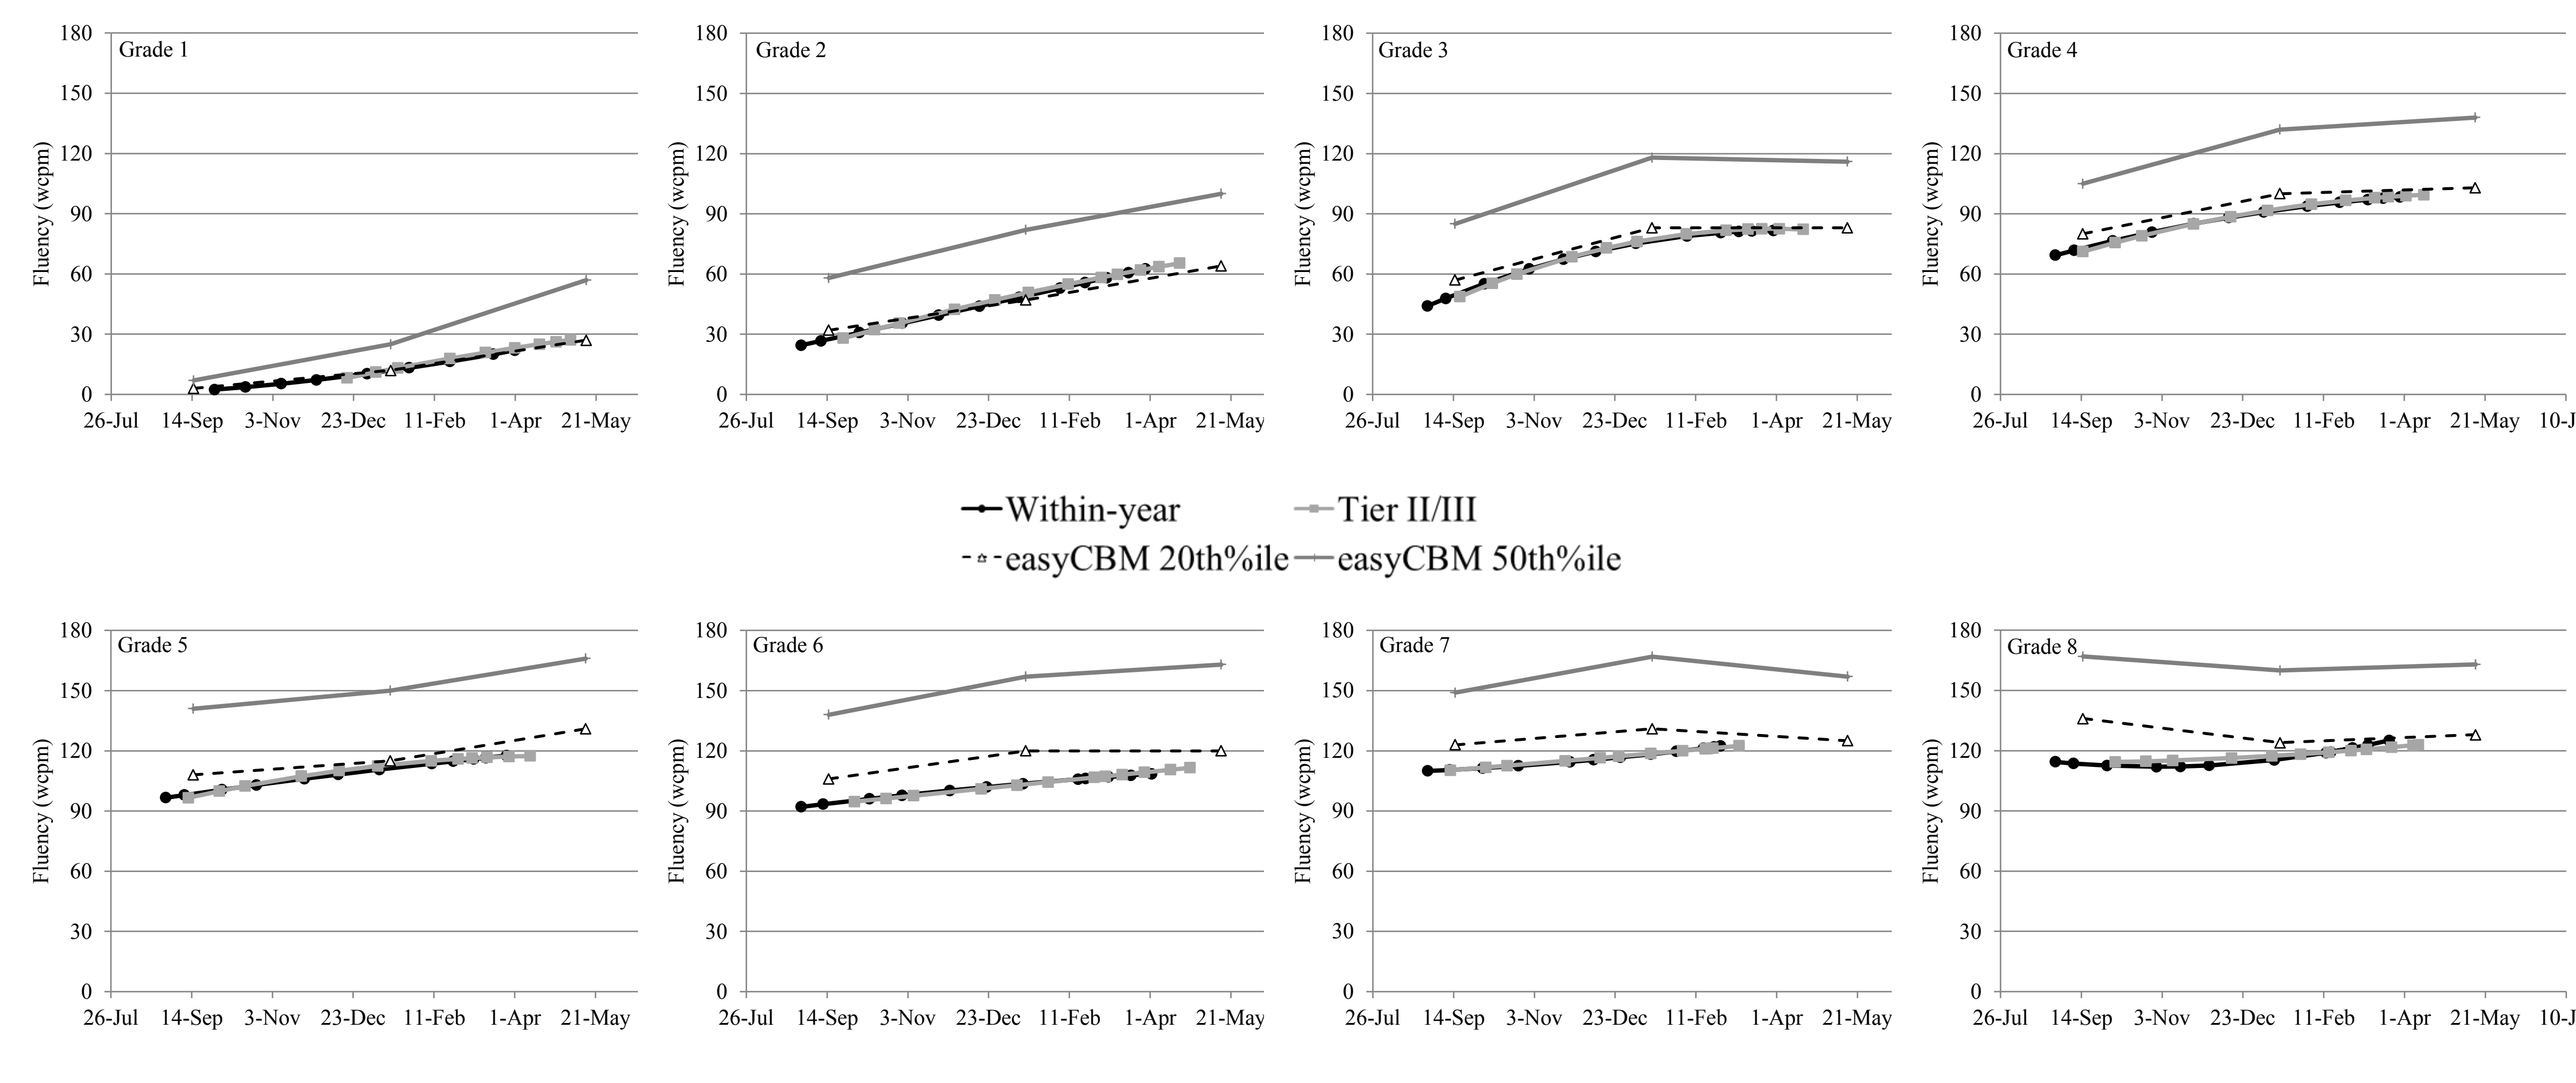 Grade 1
Fluency (wcpm)
180
150
120
90
60
30
0
26-Jul 14-Sep 3-Nov 23-Dec 11-Feb 1-Apr 21-May
Grade 2
Fluency (wcpm)
180
150
120
90
60
30
0
26-Jul 14-Sep 3-Nov 23-Dec 11-Feb 1-Apr 21-May
Grade 3
Fluency (wcpm)
180
150
120
90
60
30
0
26-Jul 14-Sep 3-Nov 23-Dec 11-Feb 1-Apr 21-May
Grade 4
Fluency (wcpm)
180
150
120
90
60
30
0
26-Jul 14-Sep 3-Nov 23-Dec 11-Feb 1-Apr 21-May 10-J
Within-year Tier II/III
easyCBM 20th%ile easyCBM 50th%ile
Grade 5
Fluency (wcpm)
180
150
120
90
60
30
0
26-Jul 14-Sep 3-Nov 23-Dec 11-Feb 1-Apr 21-May
Grade 6
Fluency (wcpm)
180
150
120
90
60
30
0
26-Jul 14-Sep 3-Nov 23-Dec 11-Feb 1-Apr 21-May
Grade 7
Fluency (wcpm)
180
150
120
90
60
30
0
26-Jul 14-Sep 3-Nov 23-Dec 11-Feb 1-Apr 21-May
Grade 8
Fluency (wcpm)
180
150
120
90
60
30
0
26-Jul 14-Sep 3-Nov 23-Dec 11-Feb 1-Apr 21-May 10-J